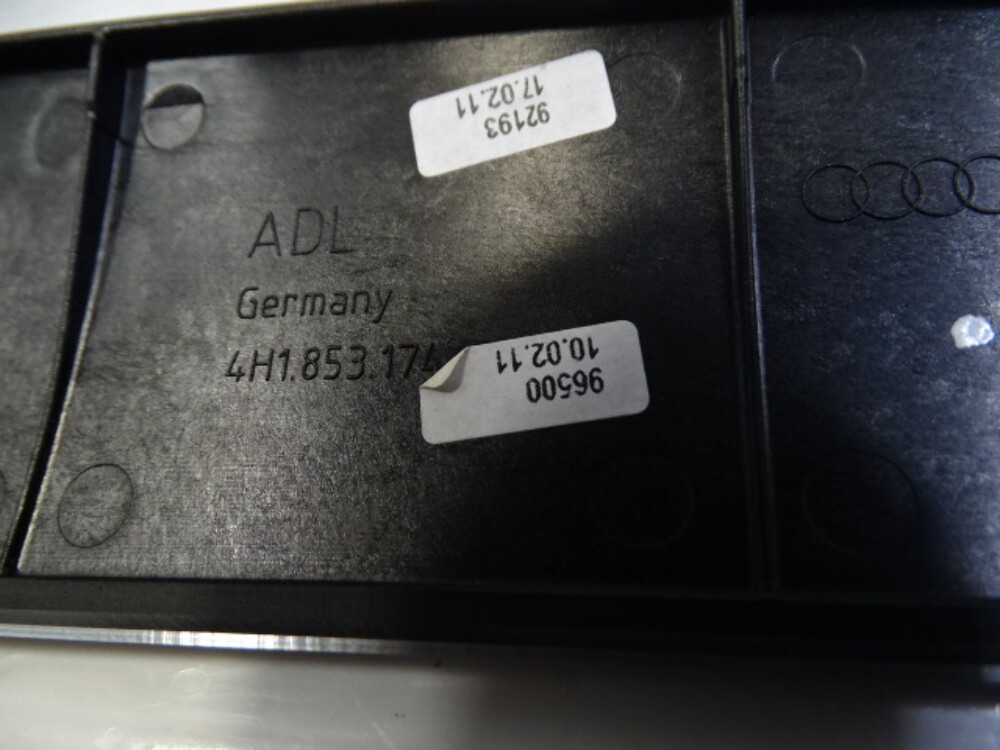 92193
17.02.11
ADL
Germany
4H1.853.174
96500
10.02.11